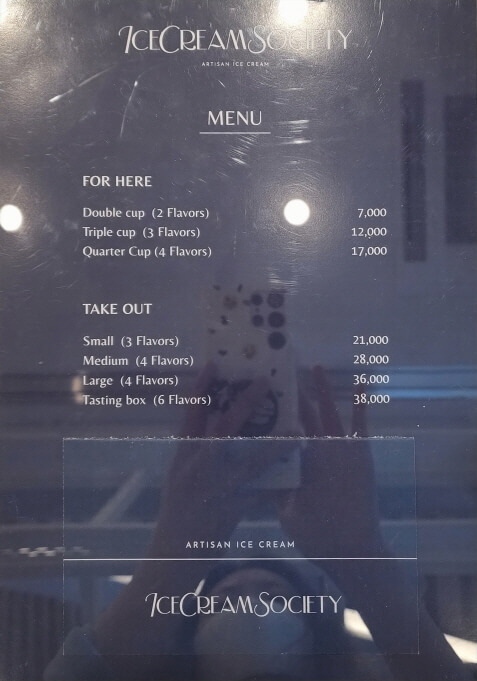 ICECREAMSOCIETY
ARTISAN ICE CREAM
MENU
FOR HERE
Double cup (2 Flavors) 7,000
Triple cup (3 Flavors) 12,000
Quarter Cup (4 Flavors) 17,000
TAKE OUT
Small (3 Flavors) 21,000
Medium (4 Flavors) 28,000
Large (4 Flavors) 36,000
Tasting box (6 Flavors) 38,000
ARTISAN ICE CREAM
ICECREAMSOCIETY